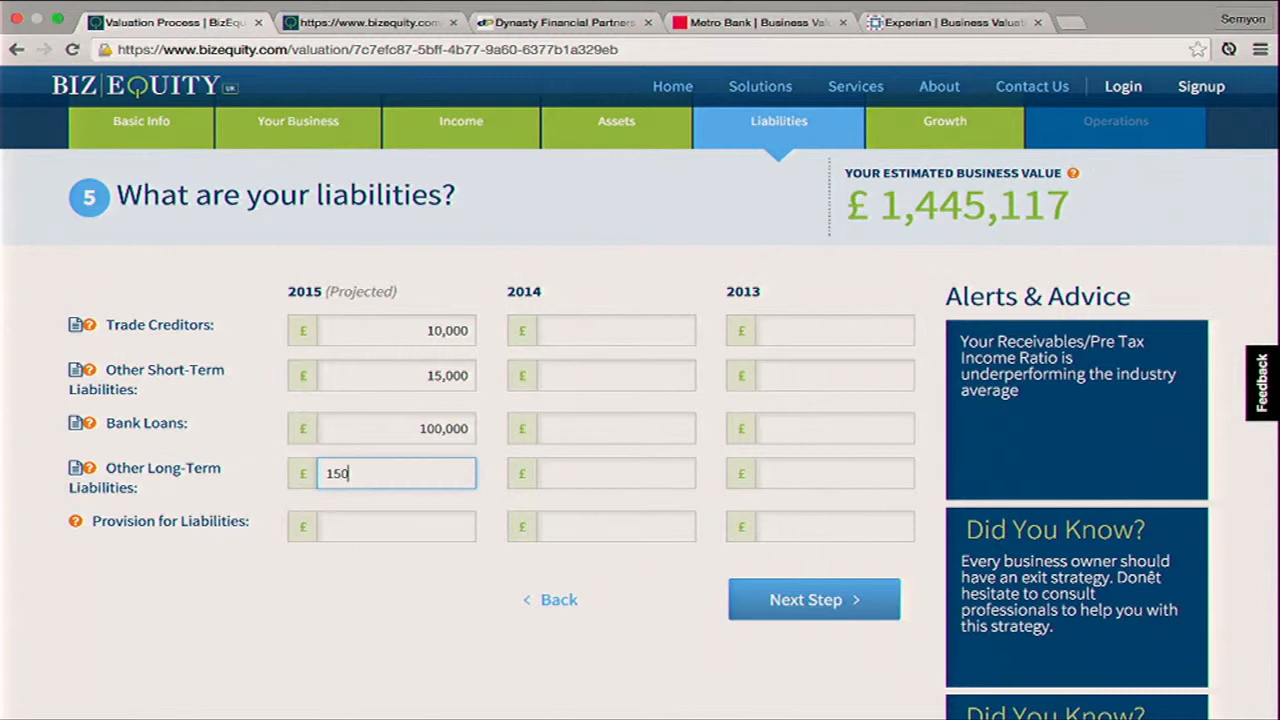 Valuation Process | BizEqu
https://www.bizequity.com
Dynasty Financial Partners
Metro Bank | Business Valu
Experian | Business Valuati
Semyon
https://www.bizequity.com/valuation/7c7efc87-5bff-4b77-9a60-6377b1a329eb
BIZ|EQUITY UK
Home Solutions Services About Contact Us Login Signup
Basic Info Your Business Income Assets Liabilities Growth Operations
5 What are your liabilities?
YOUR ESTIMATED BUSINESS VALUE ?
£ 1,445,117
2015 (Projected) 2014 2013
? Trade Creditors: £ 10,000 £ £
? Other Short-Term
Liabilities: £ 15,000 £ £
? Bank Loans: £ 100,000 £ £
? Other Long-Term
Liabilities: £ 150 £ £
? Provision for Liabilities: £ £ £
< Back
Next Step >
Alerts & Advice
Your Receivables/Pre Tax
Income Ratio is
underperforming the industry
average
Did You Know?
Every business owner should
have an exit strategy. Donêt
hesitate to consult
professionals to help you with
this strategy.
Did You Know?
Feedback